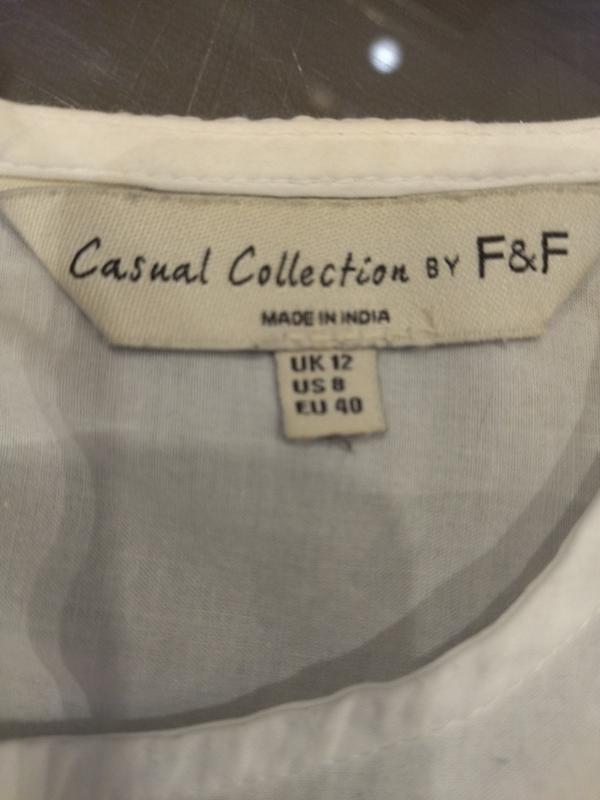 Casual Collection BY F&F
MADE IN INDIA
UK 12
US 8
EU 40